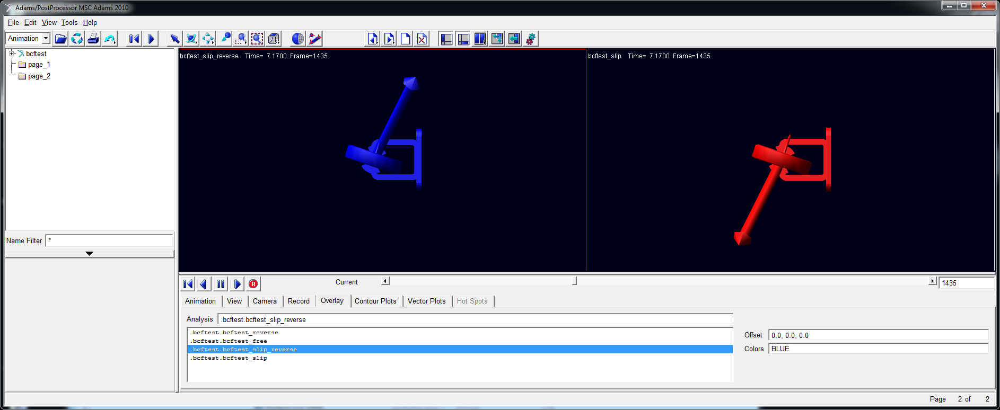 Adams/PostProcessor MSC Adams 2010
File Edit View Tools Help
Animation
bcftest
page_1
page_2
Name Filter *
bcftest_slip_reverse Time= 7.1700 Frame=1435
bcftest_slip Time= 7.1700 Frame=1435
R
Current
1435
Animation View Camera Record Overlay Contour Plots Vector Plots Hot Spots
Analysis .bcftest.bcftest_slip_reverse
.bcftest.bcftest_reverse
.bcftest.bcftest_free
.bcftest.bcftest_slip_reverse
.bcftest.bcftest_slip
Offset 0.0, 0.0, 0.0
Colors BLUE
Page 2 of 2